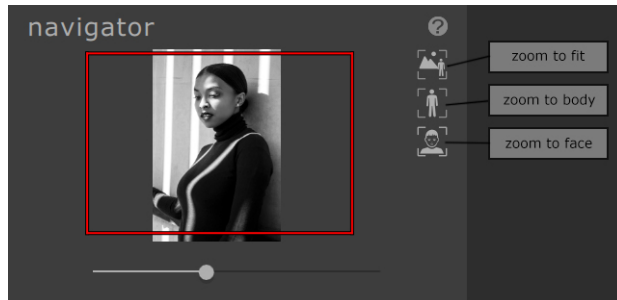 navigator
?
zoom to fit
zoom to body
zoom to face